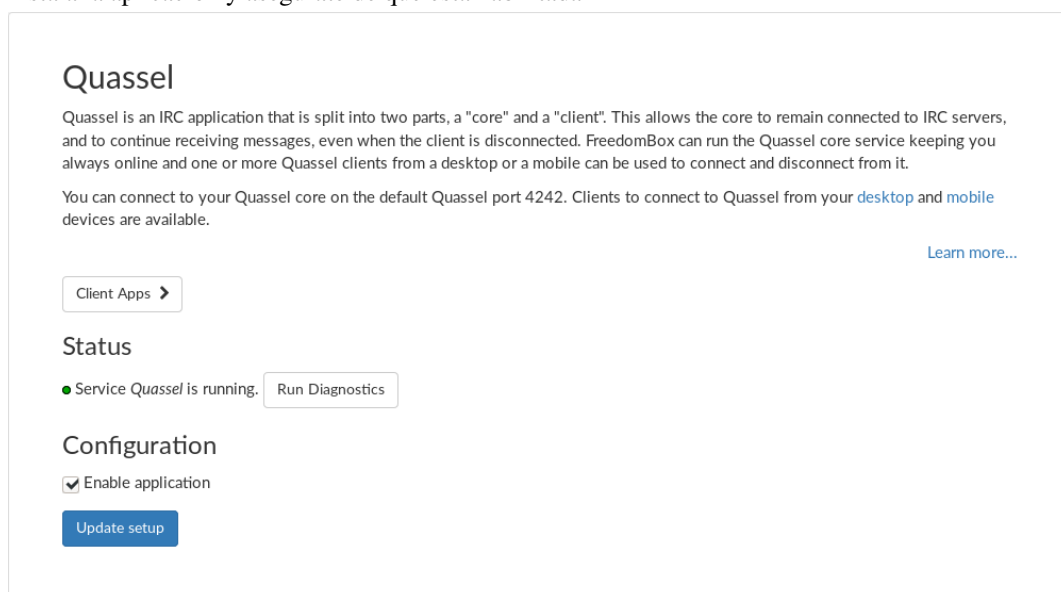 Quassel
Quassel is an IRC application that is split into two parts, a "core" and a "client". This allows the core to remain connected to IRC servers,
and to continue receiving messages, even when the client is disconnected. FreedomBox can run the Quassel core service keeping you
always online and one or more Quassel clients from a desktop or a mobile can be used to connect and disconnect from it.
You can connect to your Quassel core on the default Quassel port 4242. Clients to connect to Quassel from your desktop and mobile
devices are available.
Learn more...
Client Apps
Status
Service Quassel is running. Run Diagnostics
Configuration
Enable application
Update setup